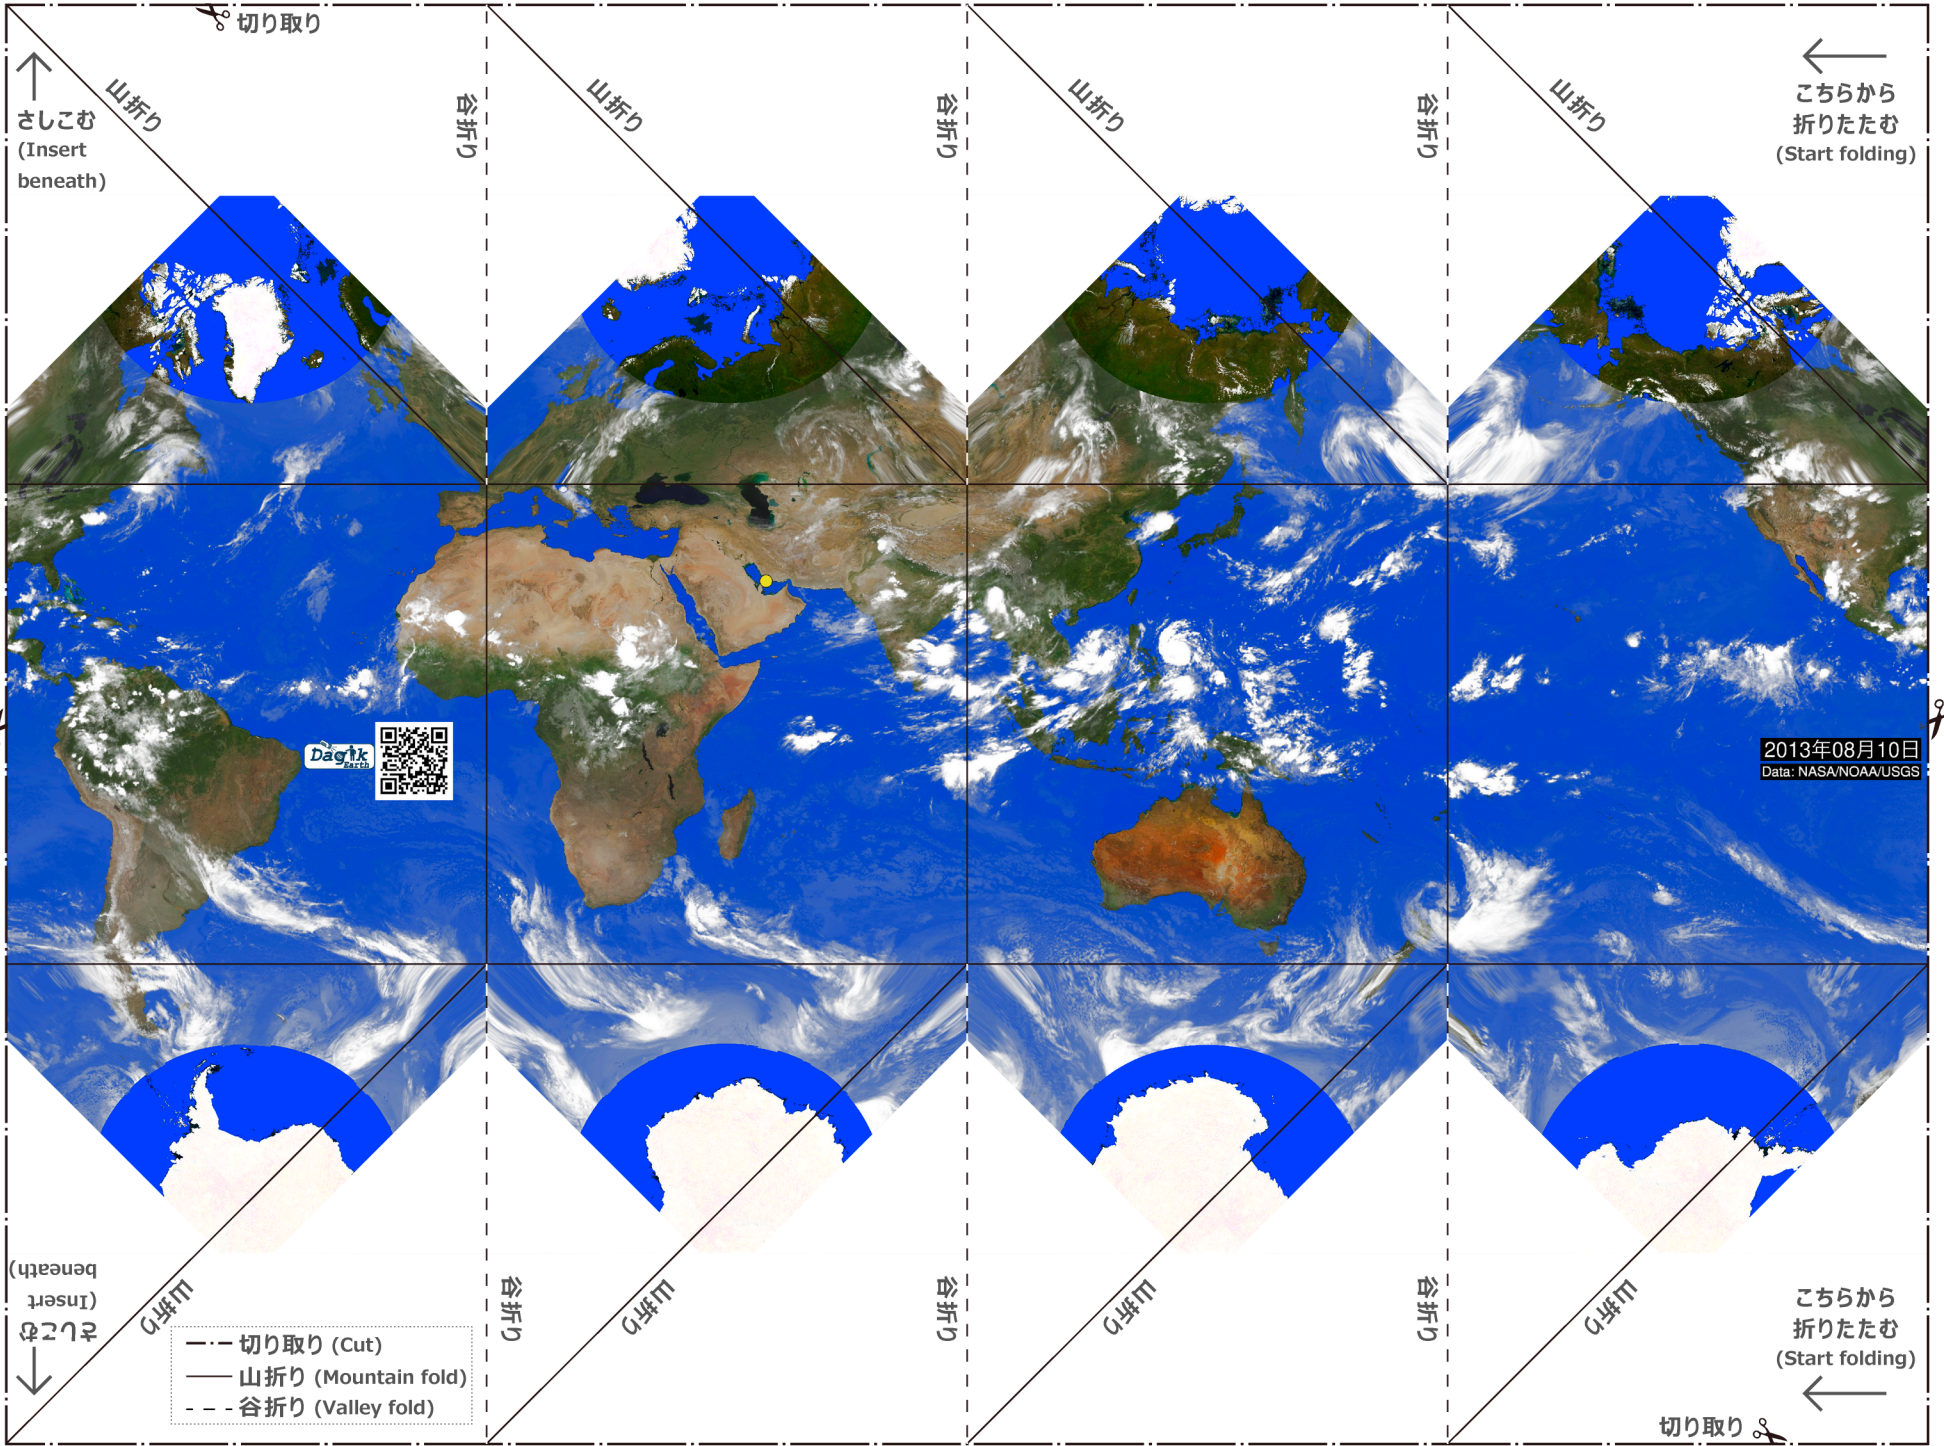 切り取り
山折り
谷折り
山折り
谷折り
山折り
谷折り
山折り
さしこむ
(Insert
beneath)
こちらから
折りたたむ
(Start folding)
Dagik
Earth
2013年08月10日
Data: NASA/NOAA/USGS
さしこむ
(Insert
beneath)
山折り
谷折り
山折り
谷折り
山折り
谷折り
山折り
こちらから
折りたたむ
(Start folding)
切り取り (Cut)
山折り (Mountain fold)
谷折り (Valley fold)
切り取り